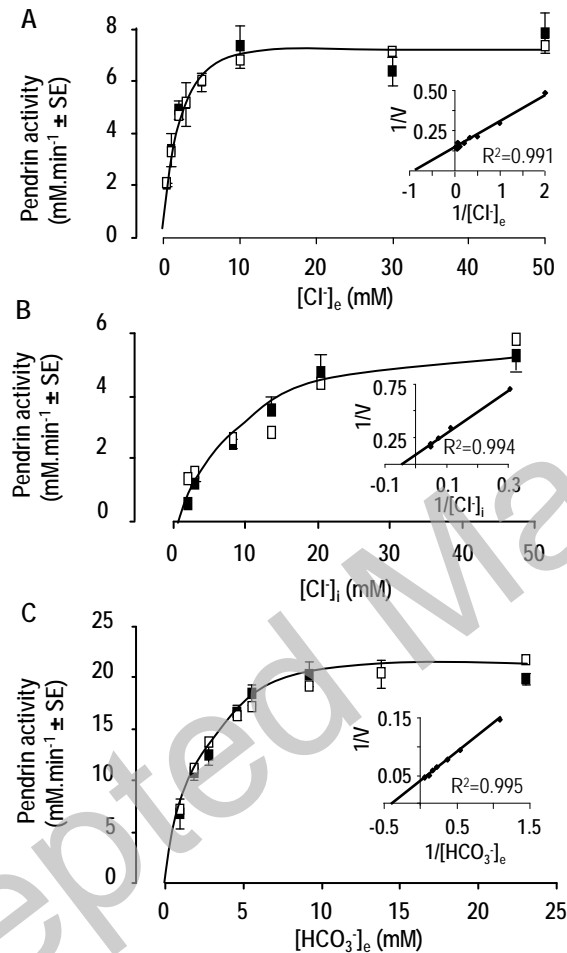 A
Pendrin activity
(mM.min⁻¹ ± SE)
8
6
4
2
0
0 10 20 30 40 50
[Cl⁻]e (mM)
1/V
0.50
0.25
R²=0.991
-1 0 1 2
1/[Cl⁻]e
B
Pendrin activity
(mM.min⁻¹ ± SE)
6
4
2
0
0 10 20 30 40 50
[Cl⁻]i (mM)
1/V
0.75
0.25
R²=0.994
-0.1 0.1 0.3
1/[Cl⁻]i
C
Pendrin activity
(mM.min⁻¹ ± SE)
25
20
15
10
5
0
0 5 10 15 20 25
[HCO₃⁻]e (mM)
1/V
0.15
0.05
R²=0.995
-0.5 0.5 1.5
1/[HCO₃⁻]e
epted Ma